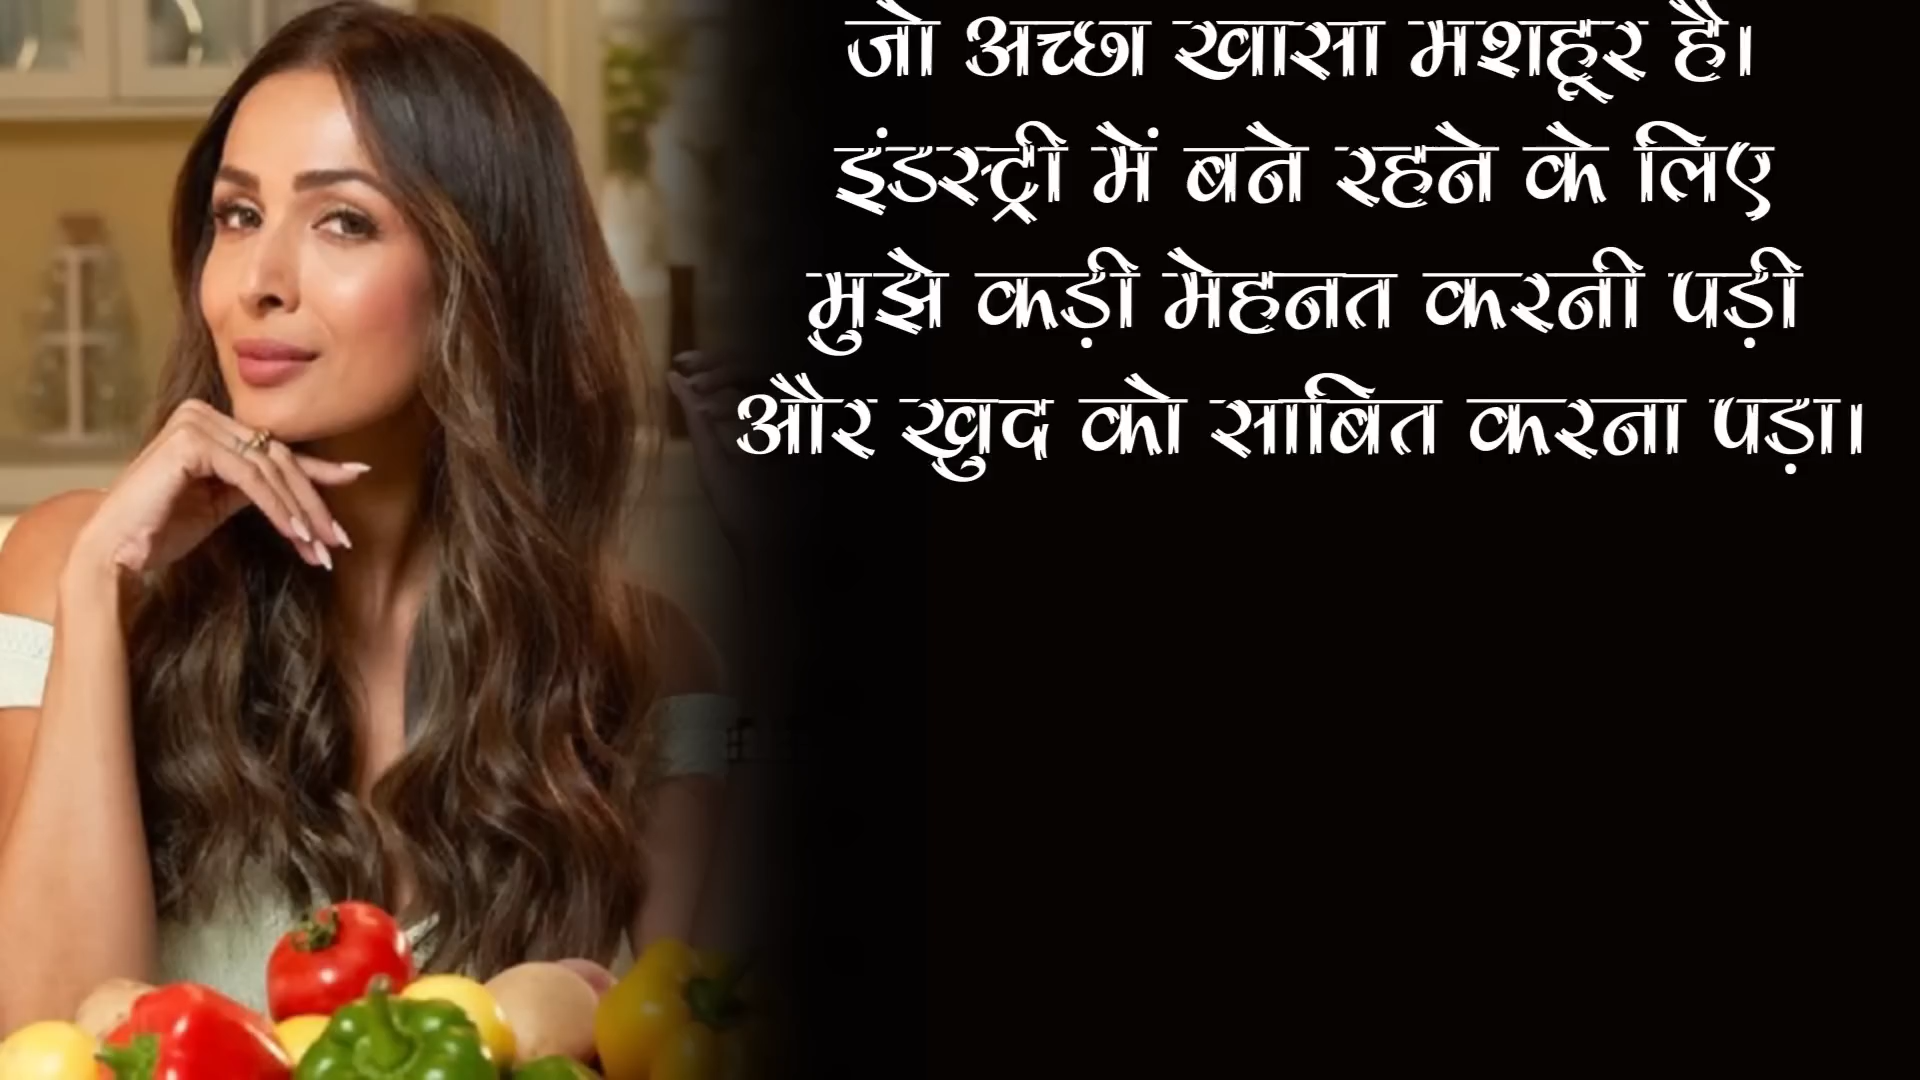 जो अच्छा खासा मशहूर है।
इंडस्ट्री में बने रहने के लिए
मुझे कड़ी मेहनत करनी पड़ी
और खुद को साबित करना पड़ा।